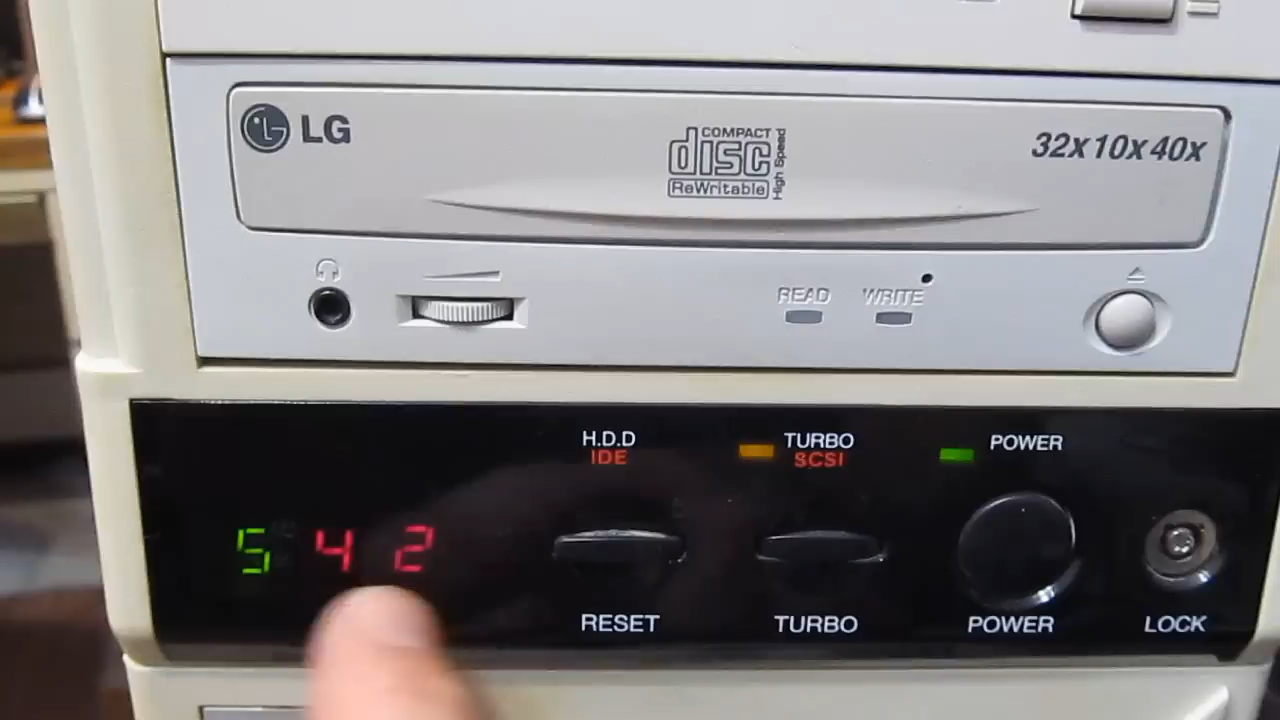 LG
COMPACT
disc
ReWritable
High Speed
32x10x40x
READ
WRITE
H.D.D
IDE
TURBO
SCSI
POWER
5 4 2
RESET
TURBO
POWER
LOCK